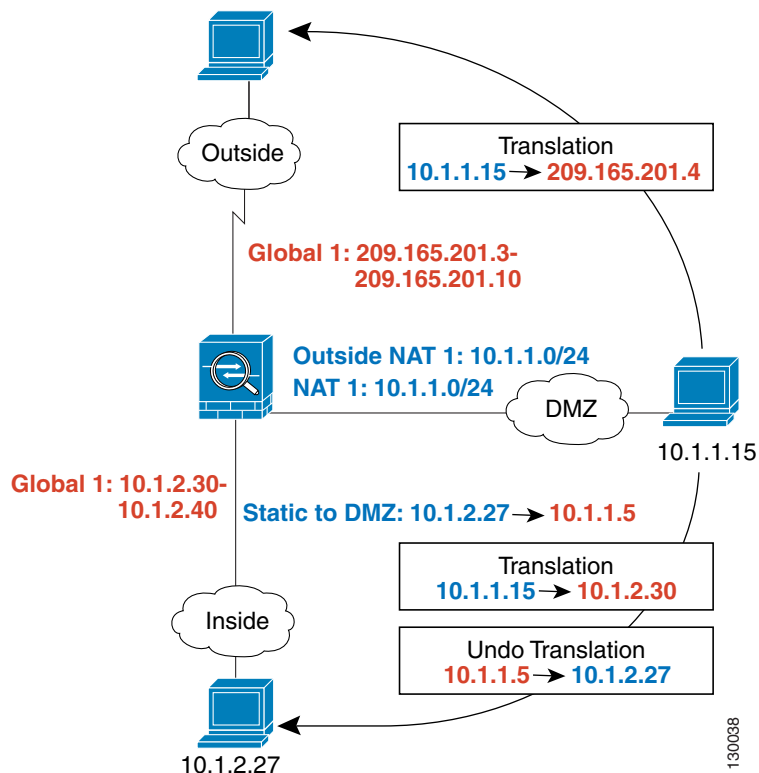 Outside
Translation
10.1.1.15 → 209.165.201.4
Global 1: 209.165.201.3-
209.165.201.10
Outside NAT 1: 10.1.1.0/24
NAT 1: 10.1.1.0/24
DMZ
10.1.1.15
Global 1: 10.1.2.30-
10.1.2.40
Static to DMZ: 10.1.2.27 → 10.1.1.5
Translation
10.1.1.15 → 10.1.2.30
Inside
Undo Translation
10.1.1.5 → 10.1.2.27
10.1.2.27
130038